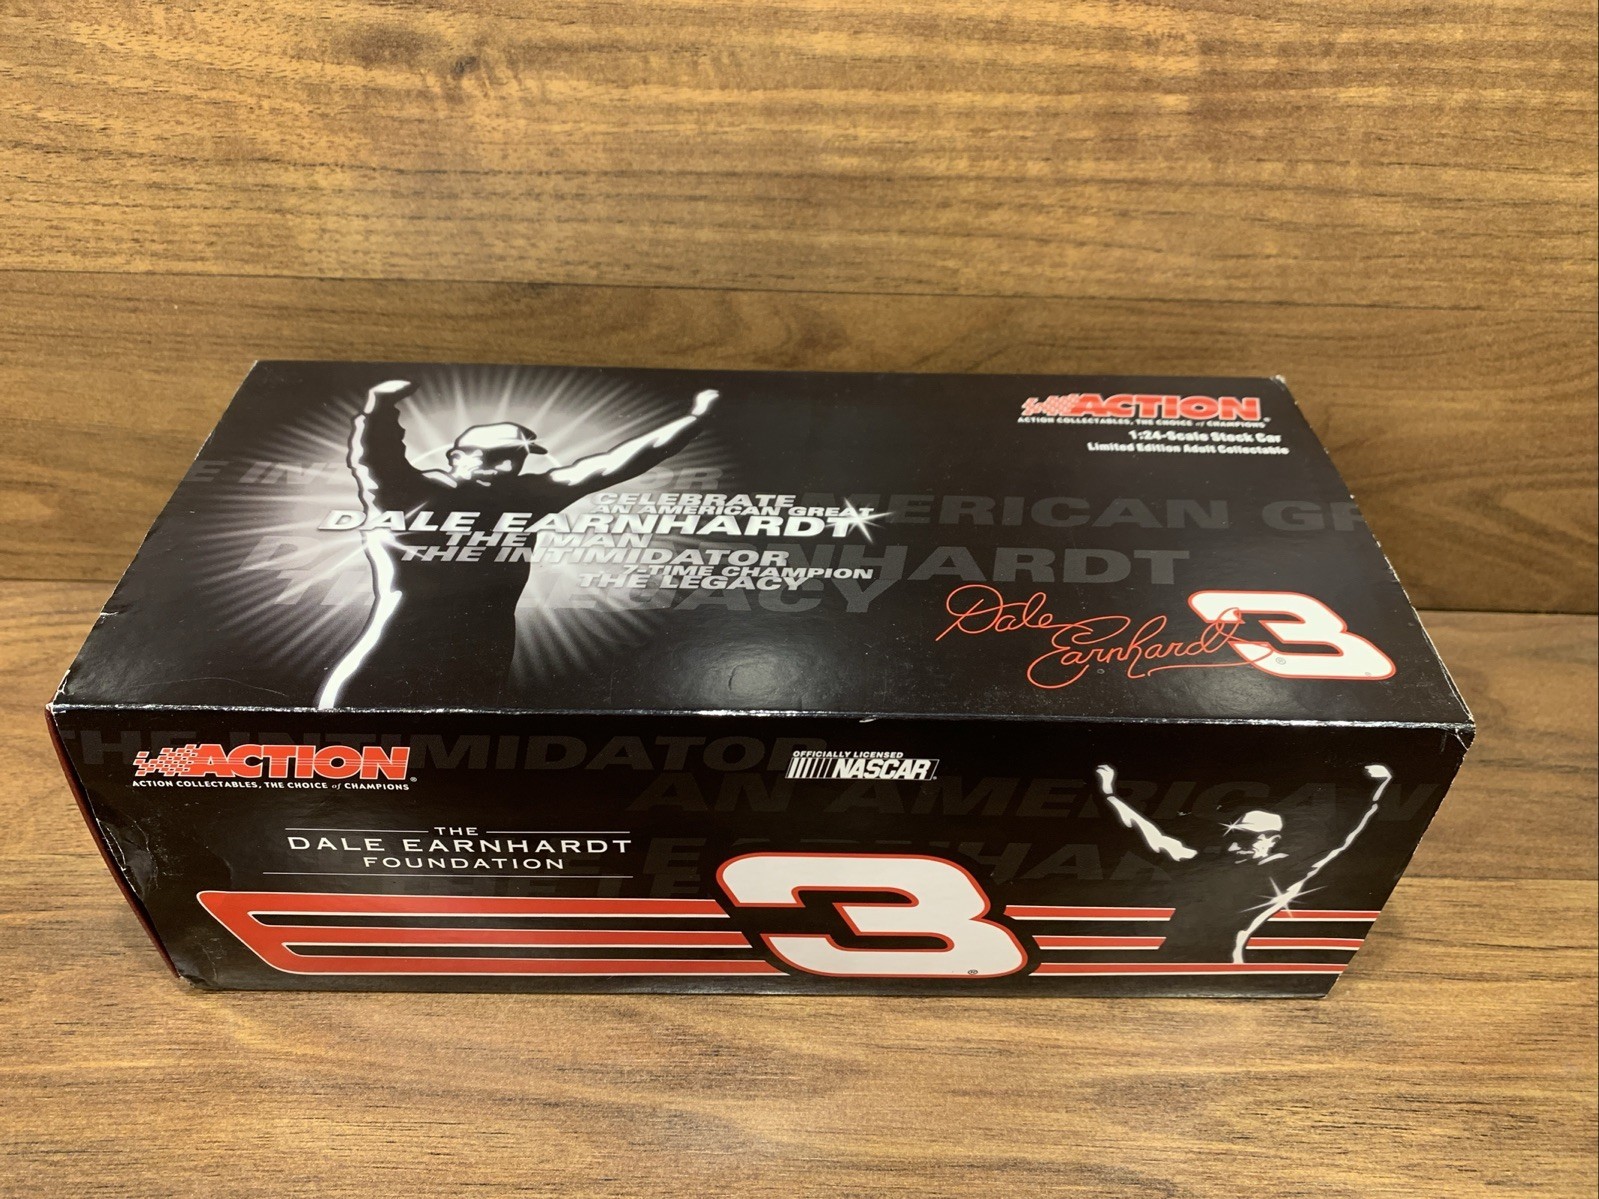 ACTION®
ACTION COLLECTABLES, THE CHOICE of CHAMPIONS®
1:24-Scale Stock Car
Limited Edition Adult Collectable
CELEBRATE
AN AMERICAN GREAT
DALE EARNHARDT
THE MAN
THE INTIMIDATOR
7-TIME CHAMPION
THE LEGACY
Dale Earnhardt 3
ACTION®
ACTION COLLECTABLES, THE CHOICE of CHAMPIONS®
OFFICIALLY LICENSED
NASCAR
THE INTIMIDATOR
THE
DALE EARNHARDT
FOUNDATION
3